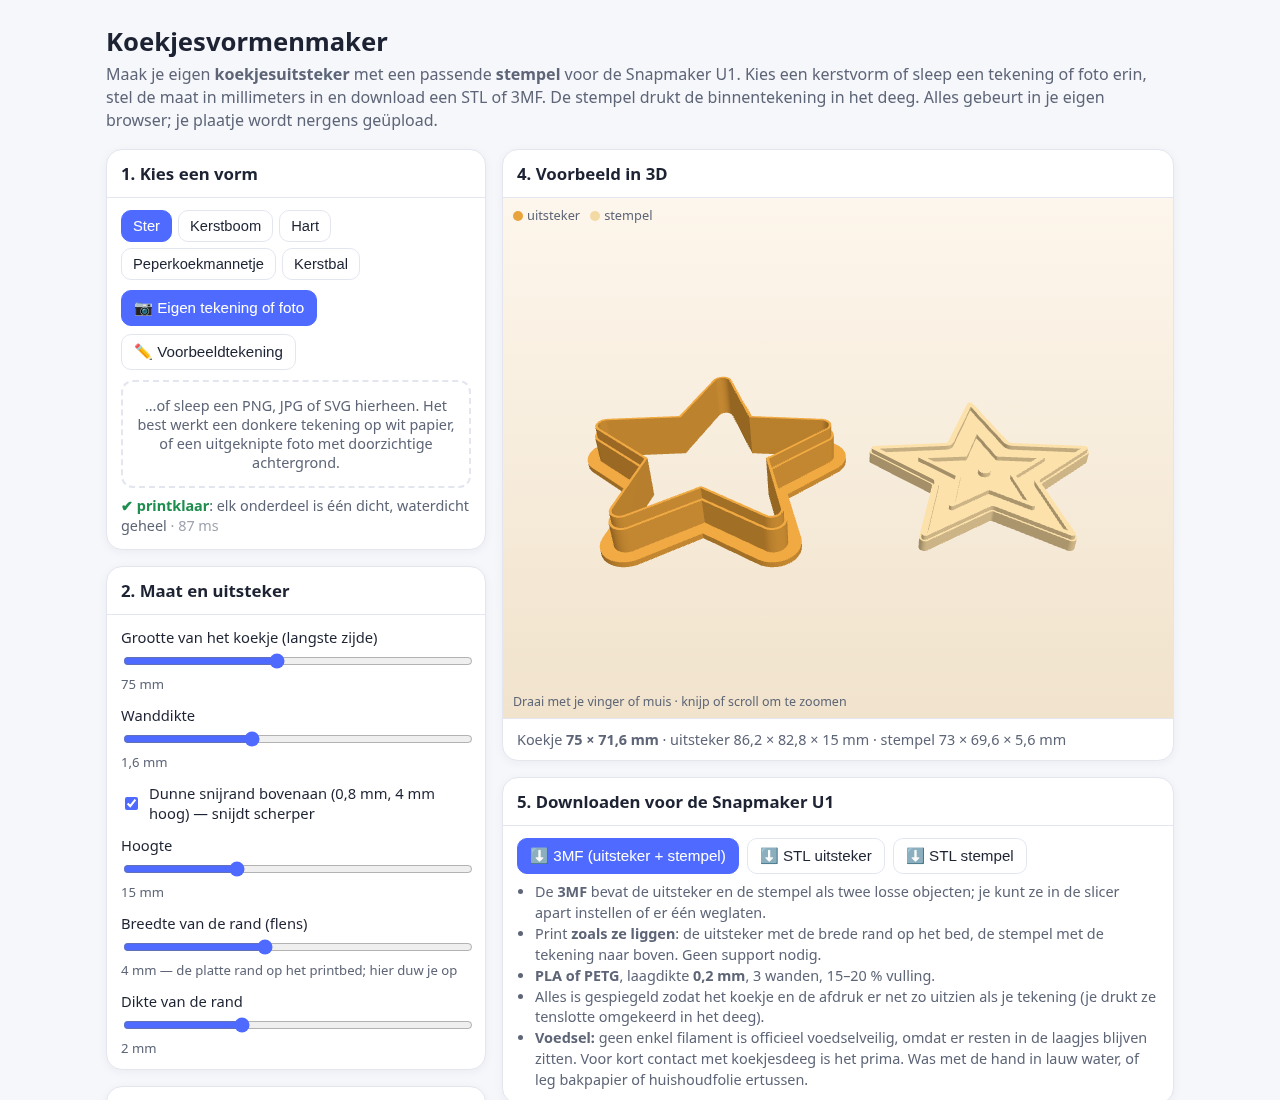 Koekjesvormenmaker
Maak je eigen koekjesuitsteker met een passende stempel voor de Snapmaker U1. Kies een kerstvorm of sleep een tekening of foto erin,
stel de maat in millimeters in en download een STL of 3MF. De stempel drukt de binnentekening in het deeg. Alles gebeurt in je eigen
browser; je plaatje wordt nergens geüpload.
1. Kies een vorm
Ster
Kerstboom
Hart
Peperkoekmannetje
Kerstbal
📷 Eigen tekening of foto
✏️ Voorbeeldtekening
…of sleep een PNG, JPG of SVG hierheen. Het
best werkt een donkere tekening op wit papier,
of een uitgeknipte foto met doorzichtige
achtergrond.
✔ printklaar: elk onderdeel is één dicht, waterdicht
geheel · 87 ms
2. Maat en uitsteker
Grootte van het koekje (langste zijde)
75 mm
Wanddikte
1,6 mm
Dunne snijrand bovenaan (0,8 mm, 4 mm
hoog) — snijdt scherper
Hoogte
15 mm
Breedte van de rand (flens)
4 mm — de platte rand op het printbed; hier duw je op
Dikte van de rand
2 mm
4. Voorbeeld in 3D
uitsteker
stempel
Draai met je vinger of muis · knijp of scroll om te zoomen
Koekje 75 × 71,6 mm · uitsteker 86,2 × 82,8 × 15 mm · stempel 73 × 69,6 × 5,6 mm
5. Downloaden voor de Snapmaker U1
⬇️ 3MF (uitsteker + stempel)
⬇️ STL uitsteker
⬇️ STL stempel
• De 3MF bevat de uitsteker en de stempel als twee losse objecten; je kunt ze in de slicer
apart instellen of er één weglaten.
• Print zoals ze liggen: de uitsteker met de brede rand op het bed, de stempel met de
tekening naar boven. Geen support nodig.
• PLA of PETG, laagdikte 0,2 mm, 3 wanden, 15–20 % vulling.
• Alles is gespiegeld zodat het koekje en de afdruk er net zo uitzien als je tekening (je drukt ze
tenslotte omgekeerd in het deeg).
• Voedsel: geen enkel filament is officieel voedselveilig, omdat er resten in de laagjes blijven
zitten. Voor kort contact met koekjesdeeg is het prima. Was met de hand in lauw water, of
leg bakpapier of huishoudfolie ertussen.